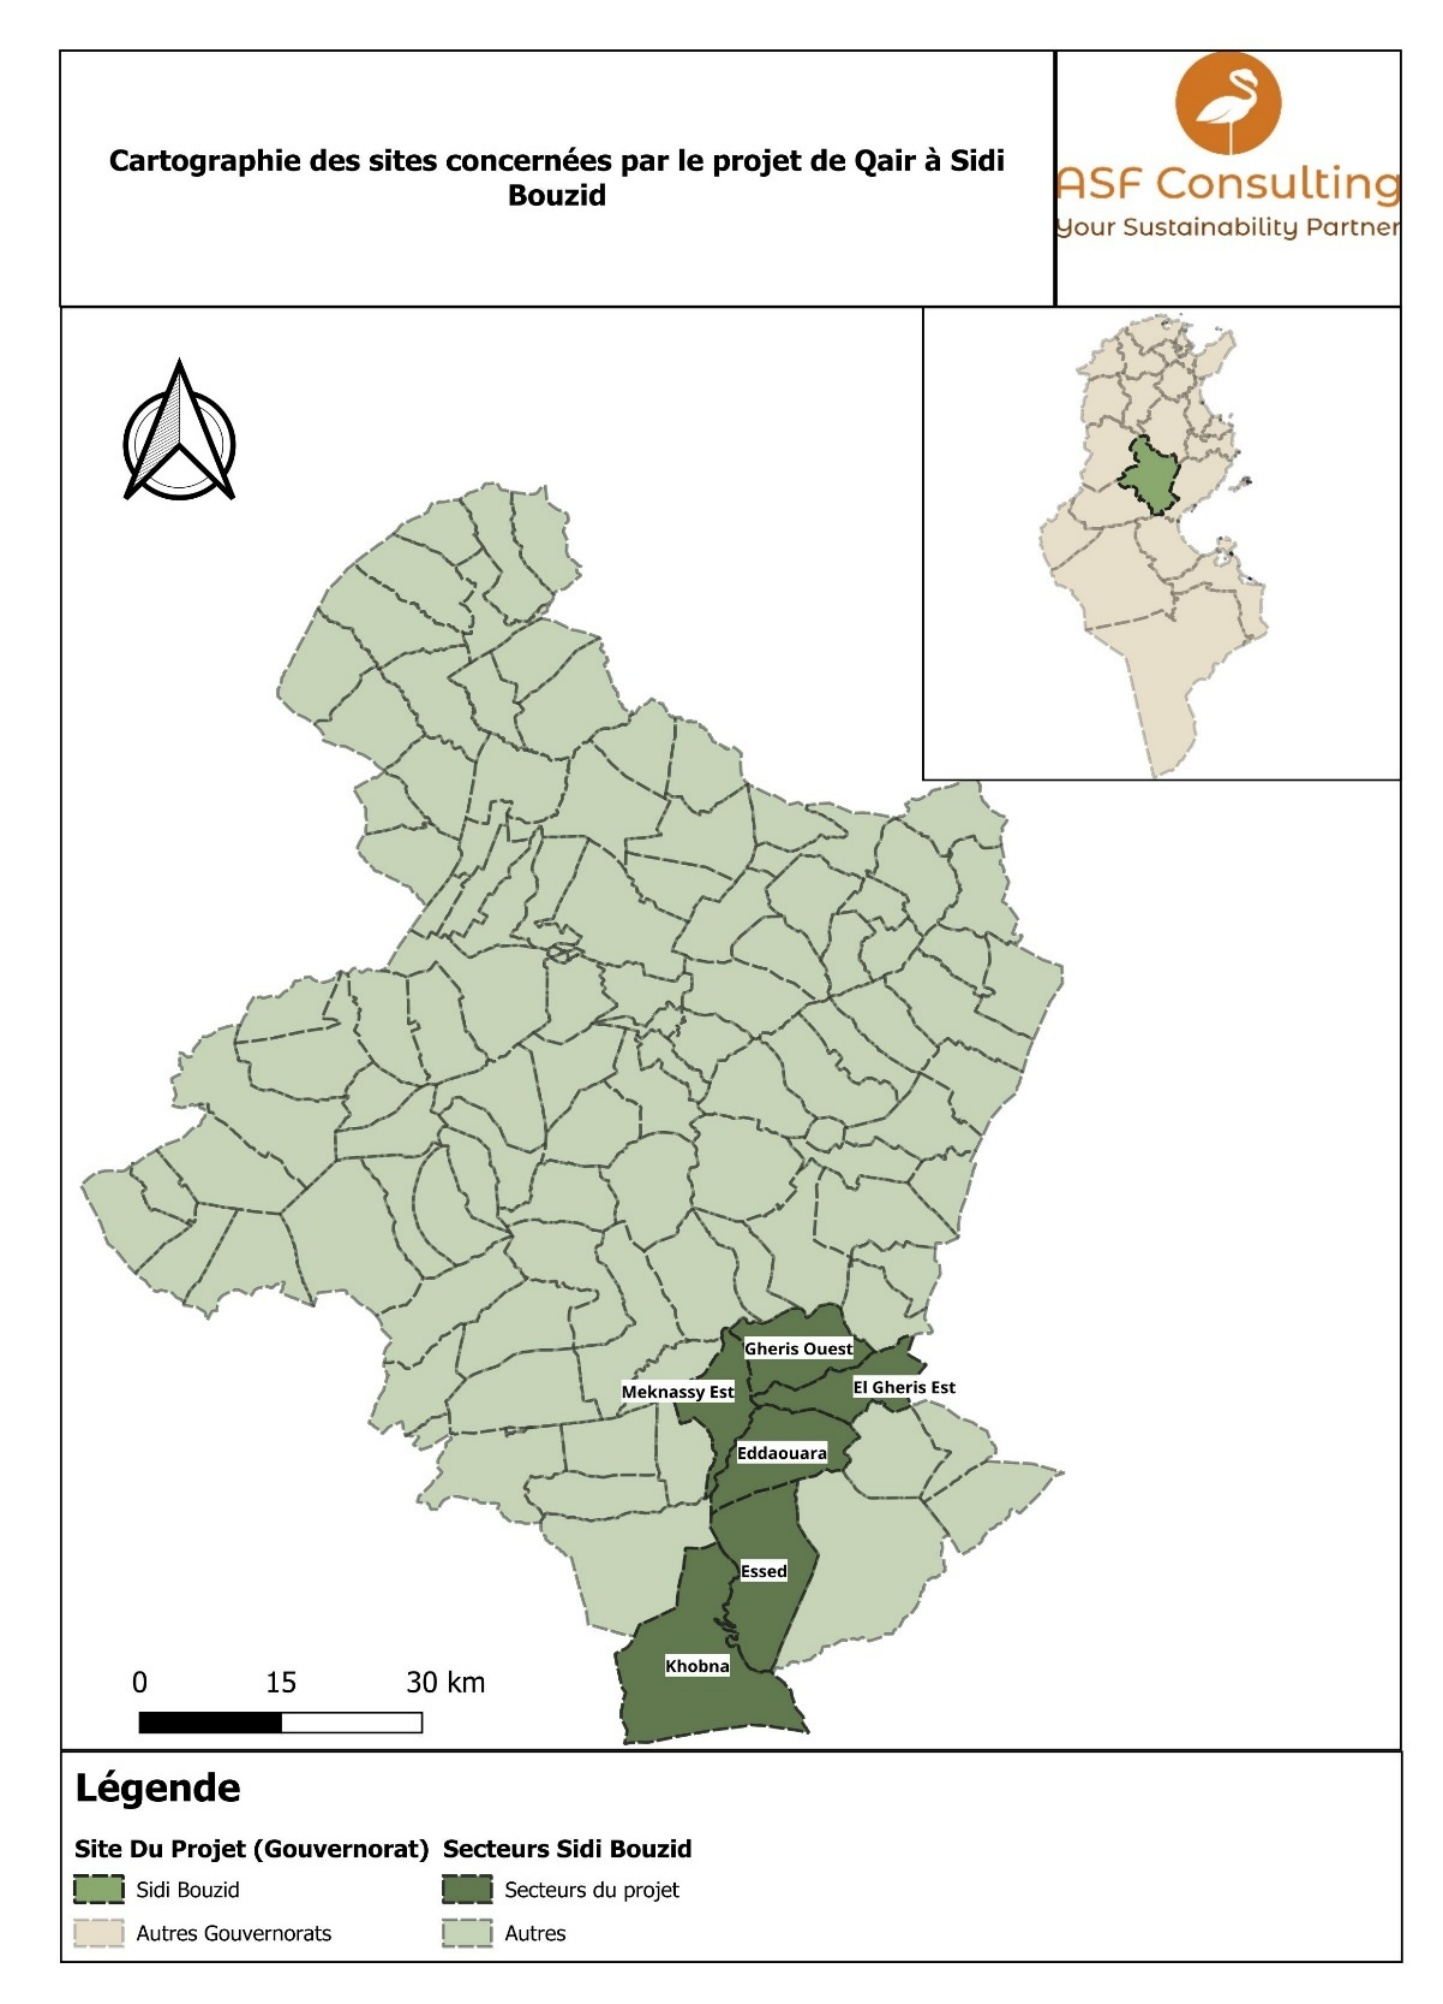 Cartographie des sites concernées par le projet de Qair à Sidi
Bouzid
ASF Consulting
Your Sustainability Partner
Gheris Ouest
El Gheris Est
Meknassy Est
Eddaouara
Essed
Khobna
0 15 30 km
Légende
Site Du Projet (Gouvernorat) Secteurs Sidi Bouzid
Sidi Bouzid Secteurs du projet
Autres Gouvernorats Autres